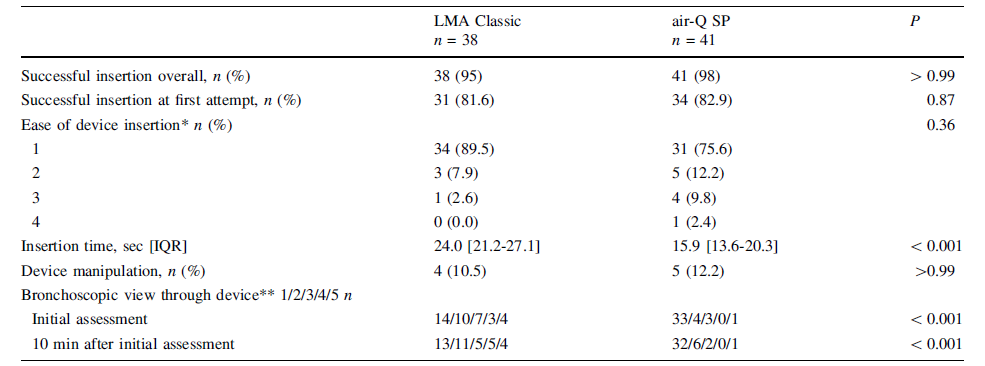 LMA Classic air-Q SP P
n = 38 n = 41
Successful insertion overall, n (%) 38 (95) 41 (98) > 0.99
Successful insertion at first attempt, n (%) 31 (81.6) 34 (82.9) 0.87
Ease of device insertion* n (%) 0.36
1 34 (89.5) 31 (75.6)
2 3 (7.9) 5 (12.2)
3 1 (2.6) 4 (9.8)
4 0 (0.0) 1 (2.4)
Insertion time, sec [IQR] 24.0 [21.2-27.1] 15.9 [13.6-20.3] < 0.001
Device manipulation, n (%) 4 (10.5) 5 (12.2) >0.99
Bronchoscopic view through device** 1/2/3/4/5 n
Initial assessment 14/10/7/3/4 33/4/3/0/1 < 0.001
10 min after initial assessment 13/11/5/5/4 32/6/2/0/1 < 0.001